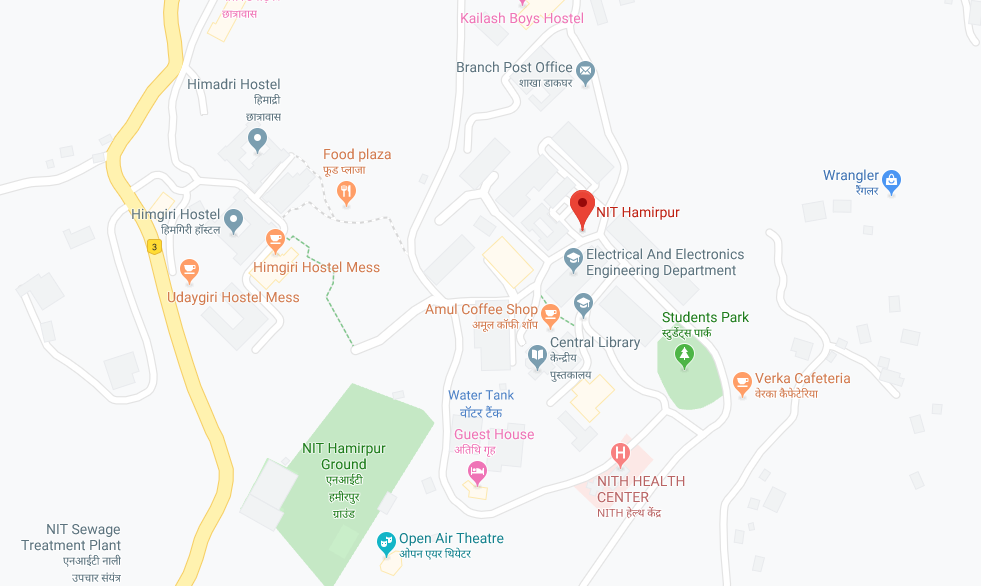 छात्रावास
Kailash Boys Hostel
Branch Post Office
शाखा डाकघर
Himadri Hostel
हिमाद्री
छात्रावास
Food plaza
फूड प्लाजा
Wrangler
रैंगलर
Himgiri Hostel
हिमगिरी हॉस्टल
NIT Hamirpur
3
Himgiri Hostel Mess
Electrical And Electronics
Engineering Department
Udaygiri Hostel Mess
Amul Coffee Shop
अमूल कॉफी शॉप
Students Park
स्टुडेंट्स पार्क
Central Library
केन्द्रीय
पुस्तकालय
Verka Cafeteria
वेरका कैफेटेरिया
Water Tank
वॉटर टैंक
Guest House
अतिथि गृह
NIT Hamirpur
Ground
एनआईटी
हमीरपुर
ग्राउंड
H
NITH HEALTH
CENTER
NITH हेल्थ केंद्र
NIT Sewage
Treatment Plant
एनआईटी नाली
उपचार संयंत्र
Open Air Theatre
ओपन एयर थियेटर